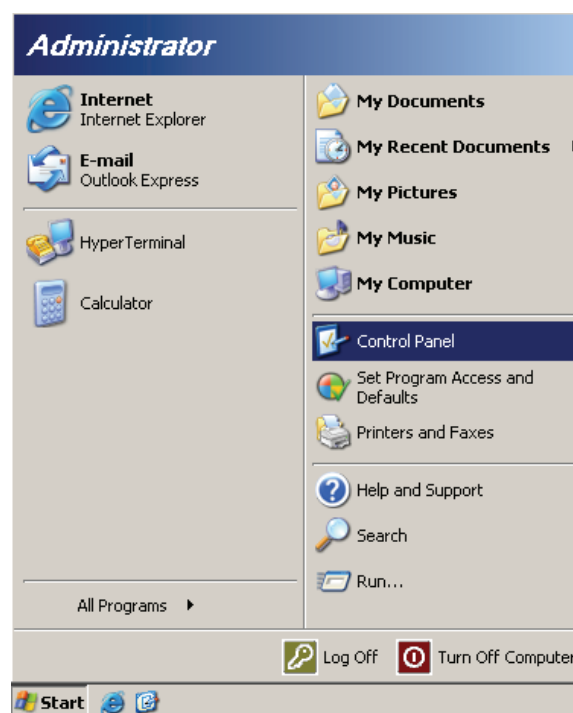 Administrator
Internet
Internet Explorer
E-mail
Outlook Express
HyperTerminal
Calculator
All Programs
My Documents
My Recent Documents
My Pictures
My Music
My Computer
Control Panel
Set Program Access and
Defaults
Printers and Faxes
Help and Support
Search
Run...
Log Off
Turn Off Computer
Start